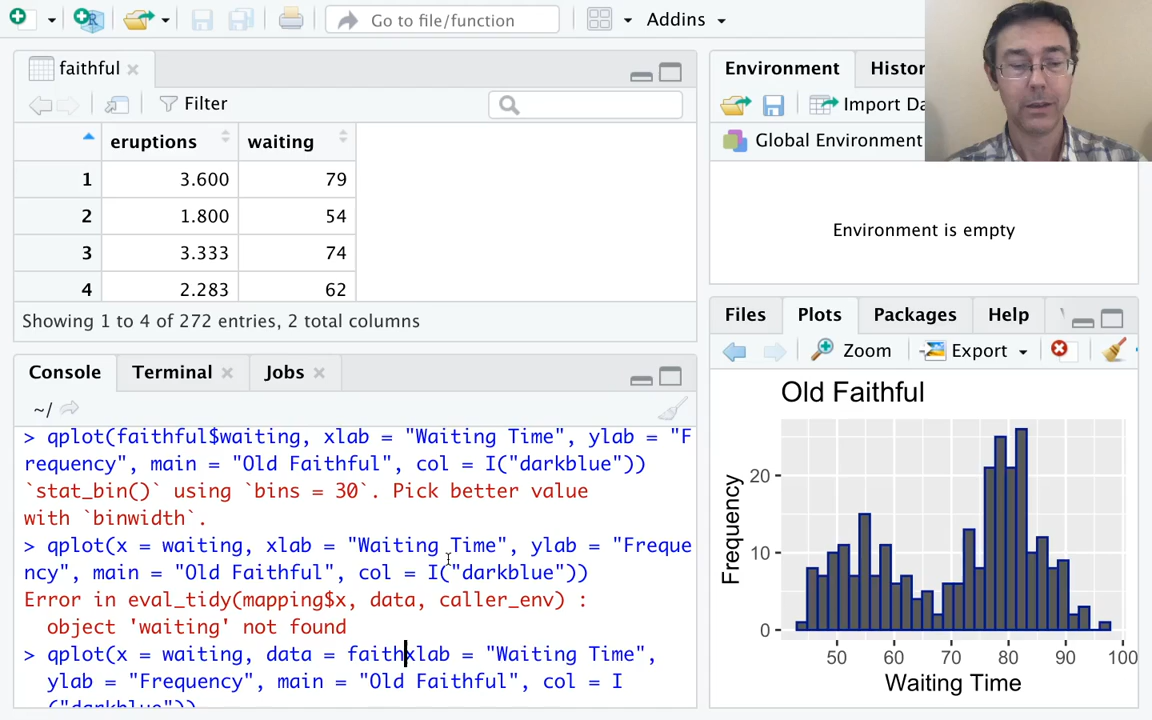 Go to file/function
Addins
faithful
Filter
eruptions waiting
1 3.600 79
2 1.800 54
3 3.333 74
4 2.283 62
Showing 1 to 4 of 272 entries, 2 total columns
Console Terminal Jobs
~/
> qplot(faithful$waiting, xlab = "Waiting Time", ylab = "F
requency", main = "Old Faithful", col = I("darkblue"))
`stat_bin()` using `bins = 30`. Pick better value
with `binwidth`.
> qplot(x = waiting, xlab = "Waiting Time", ylab = "Freque
ncy", main = "Old Faithful", col = I("darkblue"))
Error in eval_tidy(mapping$x, data, caller_env) :
object 'waiting' not found
> qplot(x = waiting, data = faithxlab = "Waiting Time",
ylab = "Frequency", main = "Old Faithful", col = I
("darkblue"))
Environment Histor
Import Da
Global Environment
Environment is empty
Files Plots Packages Help
Zoom Export
Old Faithful
Frequency
20
10
0
50 60 70 80 90 100
Waiting Time